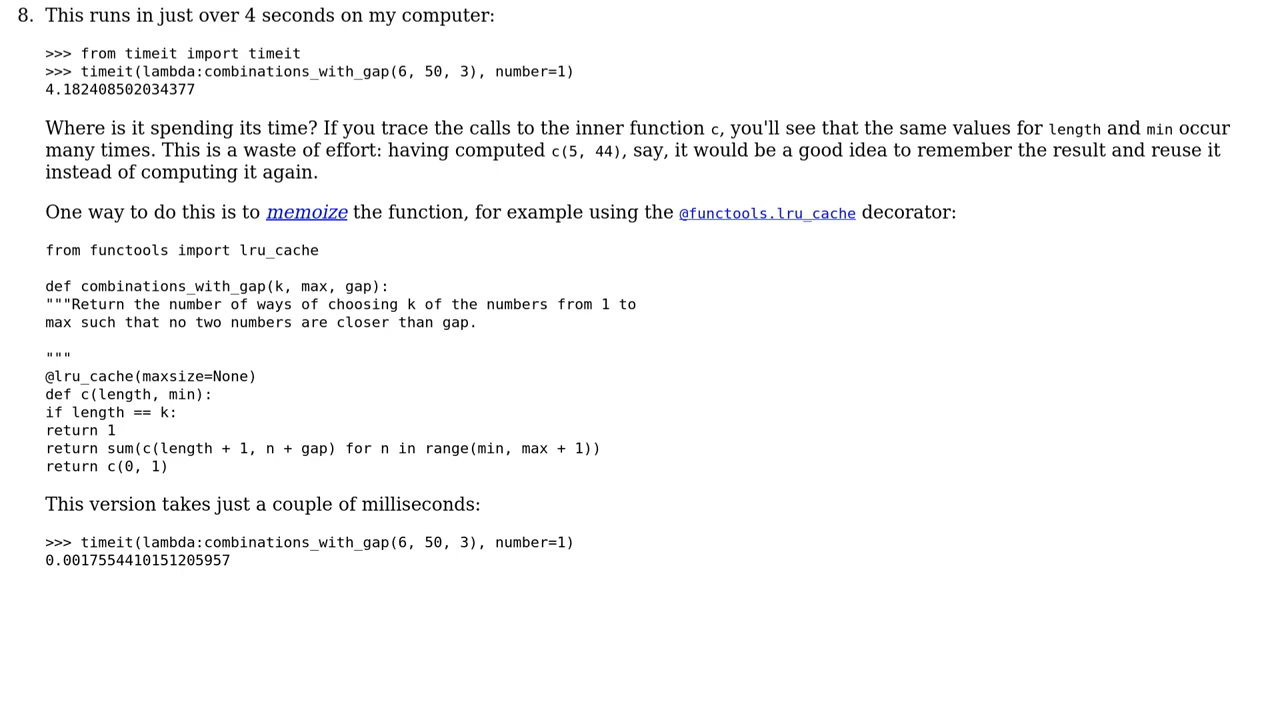 8. This runs in just over 4 seconds on my computer:
>>> from timeit import timeit
>>> timeit(lambda:combinations_with_gap(6, 50, 3), number=1)
4.182408502034377
Where is it spending its time? If you trace the calls to the inner function c, you'll see that the same values for length and min occur
many times. This is a waste of effort: having computed c(5, 44), say, it would be a good idea to remember the result and reuse it
instead of computing it again.
One way to do this is to memoize the function, for example using the @functools.lru_cache decorator:
from functools import lru_cache
def combinations_with_gap(k, max, gap):
"""Return the number of ways of choosing k of the numbers from 1 to
max such that no two numbers are closer than gap.
"""
@lru_cache(maxsize=None)
def c(length, min):
if length == k:
return 1
return sum(c(length + 1, n + gap) for n in range(min, max + 1))
return c(0, 1)
This version takes just a couple of milliseconds:
>>> timeit(lambda:combinations_with_gap(6, 50, 3), number=1)
0.0017554410151205957